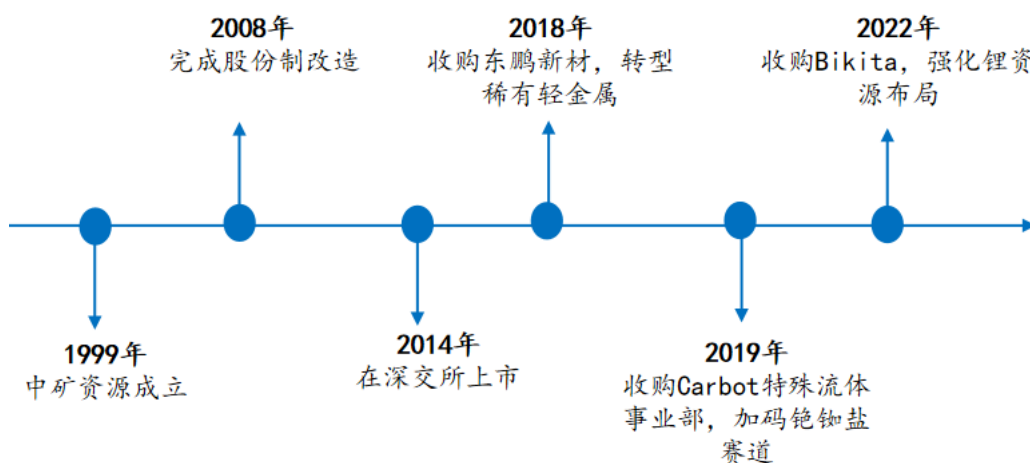 2008年
完成股份制改造
2018年
收购东鹏新材，转型
稀有轻金属
2022年
收购Bikita，强化锂资
源布局
1999年
中矿资源成立
2014年
在深交所上市
2019年
收购Carbot特殊流体
事业部，加码铯铷盐
赛道